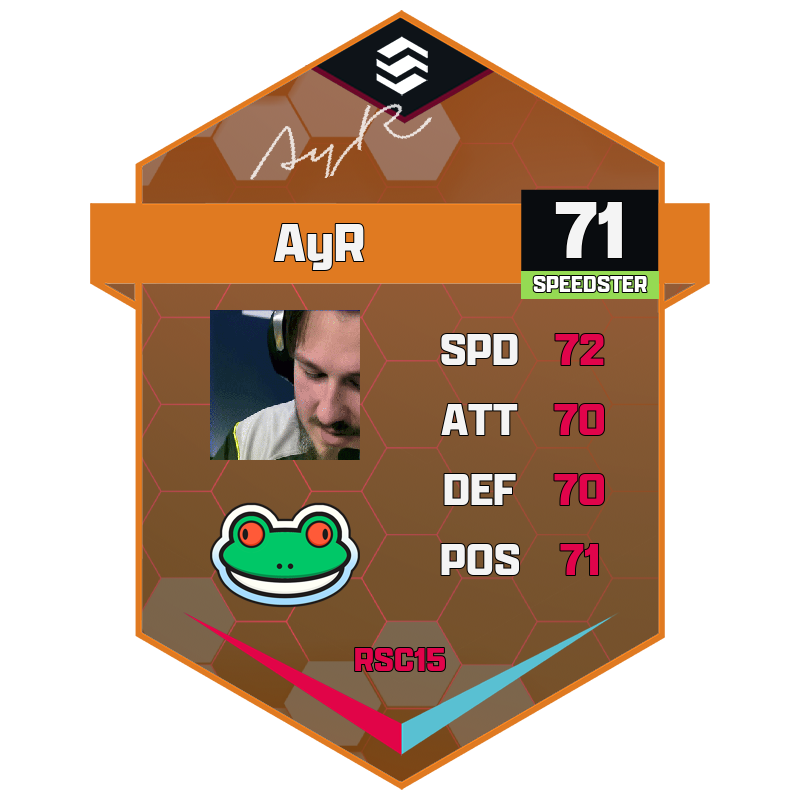 AyR
AyR
71
SPEEDSTER
SPD 72
ATT 70
DEF 70
POS 71
RSC15